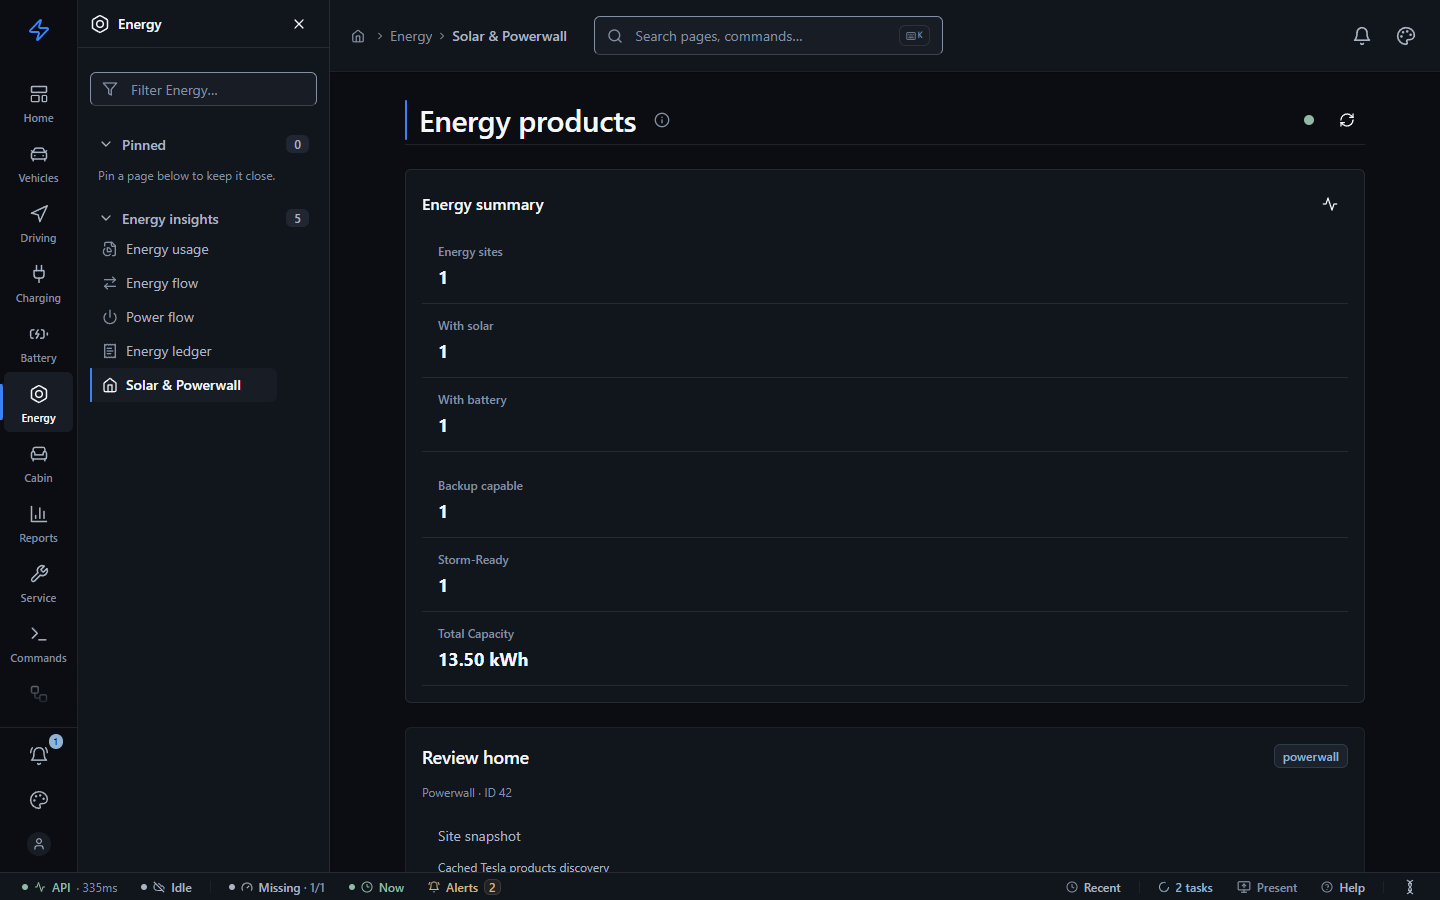 Home
Vehicles
Driving
Charging
Battery
Energy
Cabin
Reports
Service
Commands
1
Energy
Filter Energy...
Pinned 0
Pin a page below to keep it close.
Energy insights 5
Energy usage
Energy flow
Power flow
Energy ledger
Solar & Powerwall
Energy > Solar & Powerwall
Search pages, commands... K
Energy products
Energy summary
Energy sites
1
With solar
1
With battery
1
Backup capable
1
Storm-Ready
1
Total Capacity
13.50 kWh
Review home powerwall
Powerwall · ID 42
Site snapshot
Cached Tesla products discovery
API · 335ms Idle Missing · 1/1 Now Alerts 2 Recent 2 tasks Present Help